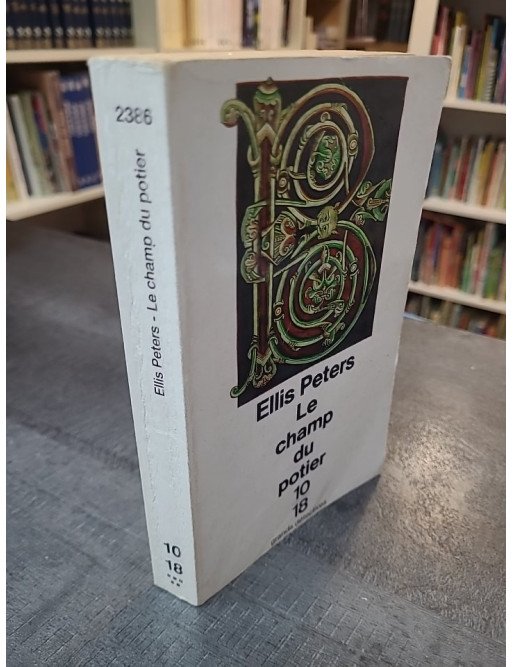 2386
Ellis Peters - Le champ du potier
10
18
Ellis Peters
Le
champ
du
potier
10
18
grands détectives